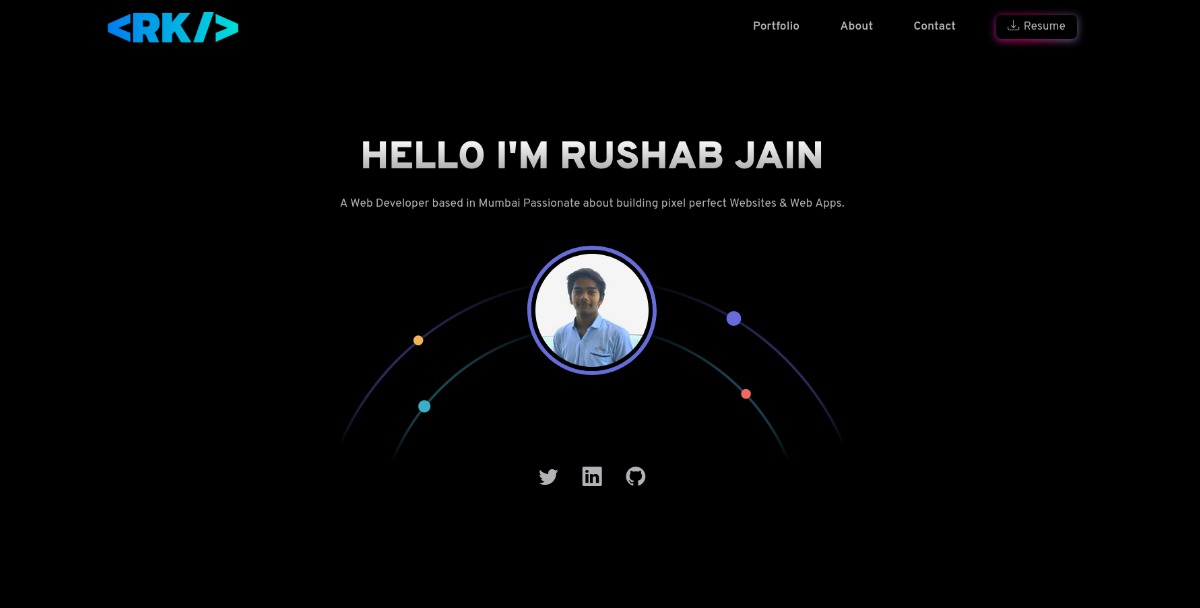 <RK/>
Portfolio
About
Contact
Resume
HELLO I'M RUSHAB JAIN
A Web Developer based in Mumbai Passionate about building pixel perfect Websites & Web Apps.
in